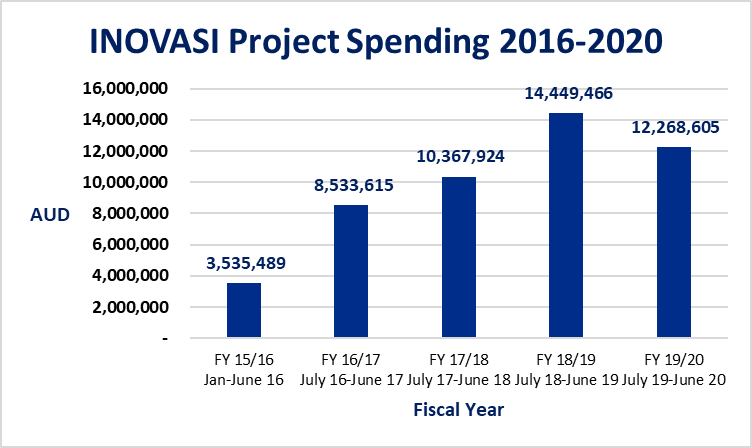 INOVASI Project Spending 2016-2020
16,000,000
14,000,000
12,000,000
10,000,000
8,000,000
6,000,000
4,000,000
2,000,000
-
AUD
3,535,489
8,533,615
10,367,924
14,449,466
12,268,605
FY 15/16
Jan-June 16
FY 16/17
July 16-June 17
FY 17/18
July 17-June 18
FY 18/19
July 18-June 19
FY 19/20
July 19-June 20
Fiscal Year